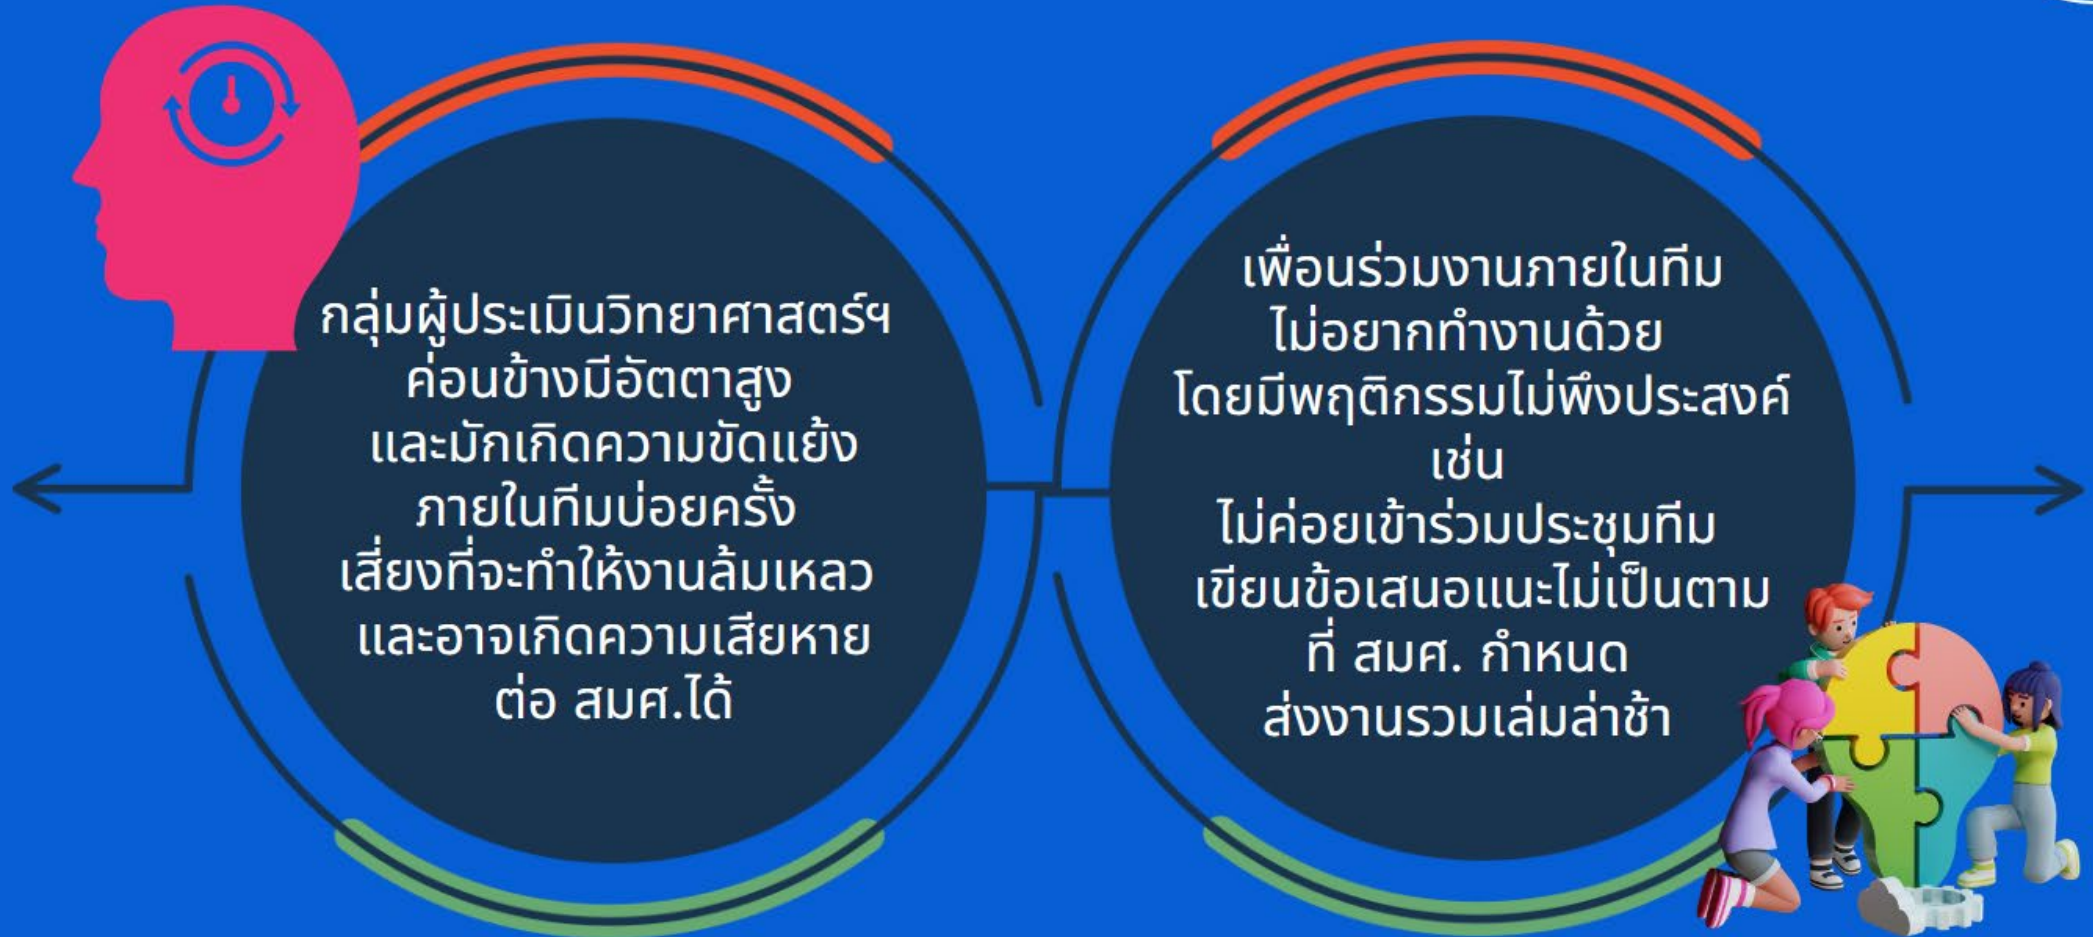 กลุ่มผู้ประเมินวิทยาศาสตร์ฯ
ค่อนข้างมีอัตตาสูง
และมักเกิดความขัดแย้ง
ภายในทีมบ่อยครั้ง
เสี่ยงที่จะทำให้งานล้มเหลว
และอาจเกิดความเสียหาย
ต่อ สมศ.ได้
เพื่อนร่วมงานภายในทีม
ไม่อยากทำงานด้วย
โดยมีพฤติกรรมไม่พึงประสงค์
เช่น
ไม่ค่อยเข้าร่วมประชุมทีม
เขียนข้อเสนอแนะไม่เป็นตาม
ที่ สมศ. กำหนด
ส่งงานรวมเล่มล่าช้า